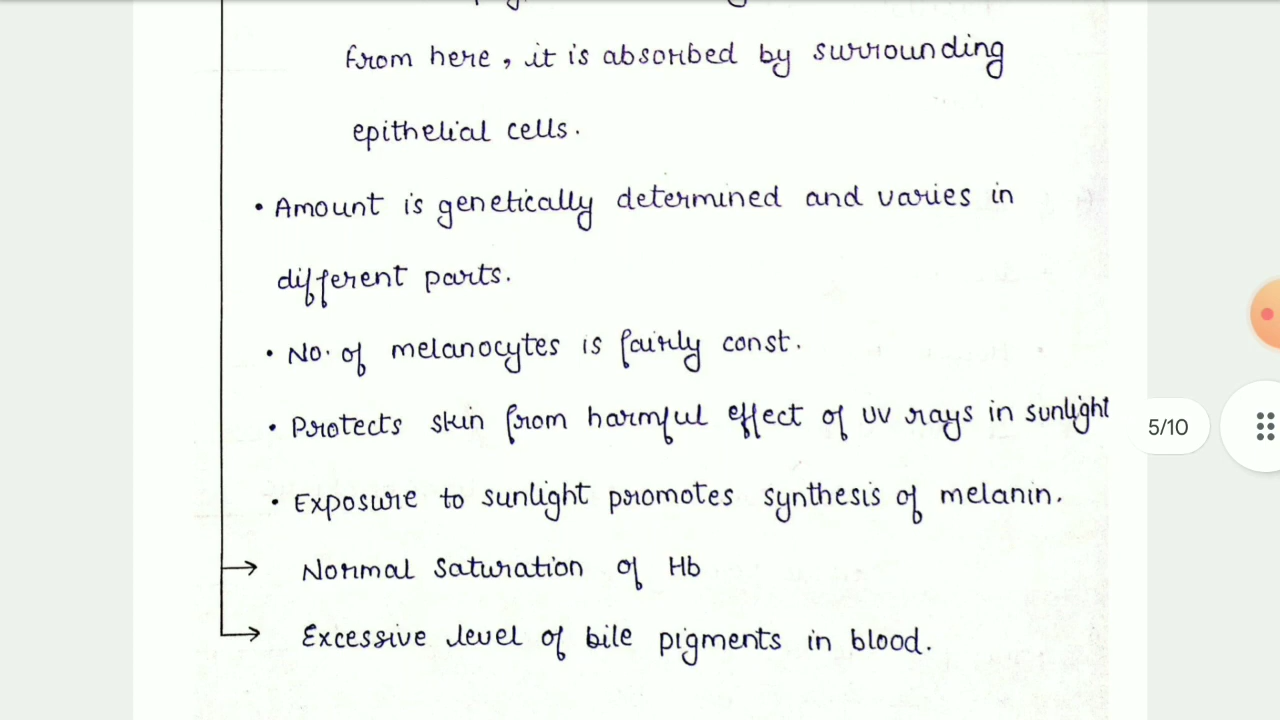 from here, it is absorbed by surrounding
epithelial cells.
• Amount is genetically determined and varies in
different parts.
• No. of melanocytes is fairly const.
• Protects skin from harmful effect of UV rays in sunlight
• Exposure to sunlight promotes synthesis of melanin.
→ Normal saturation of Hb
→ Excessive level of bile pigments in blood.
5/10